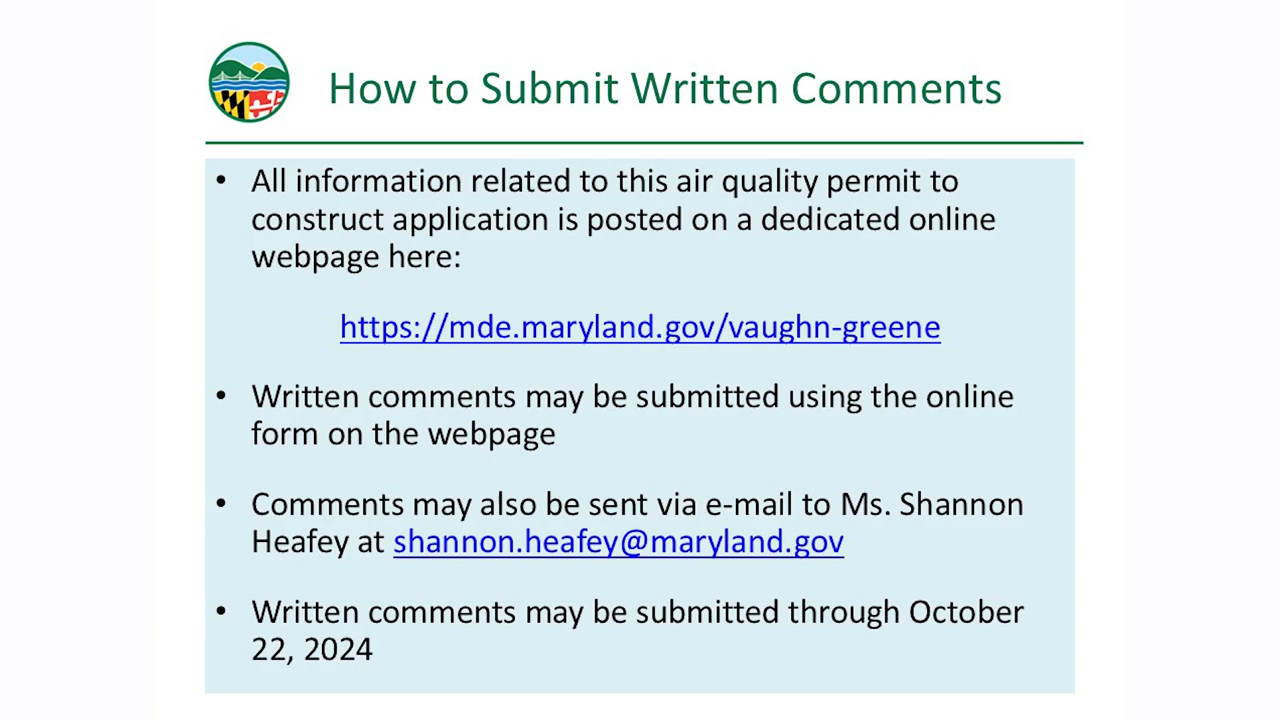 How to Submit Written Comments
• All information related to this air quality permit to
construct application is posted on a dedicated online
webpage here:
https://mde.maryland.gov/vaughn-greene
• Written comments may be submitted using the online
form on the webpage
• Comments may also be sent via e-mail to Ms. Shannon
Heafey at shannon.heafey@maryland.gov
• Written comments may be submitted through October
22, 2024